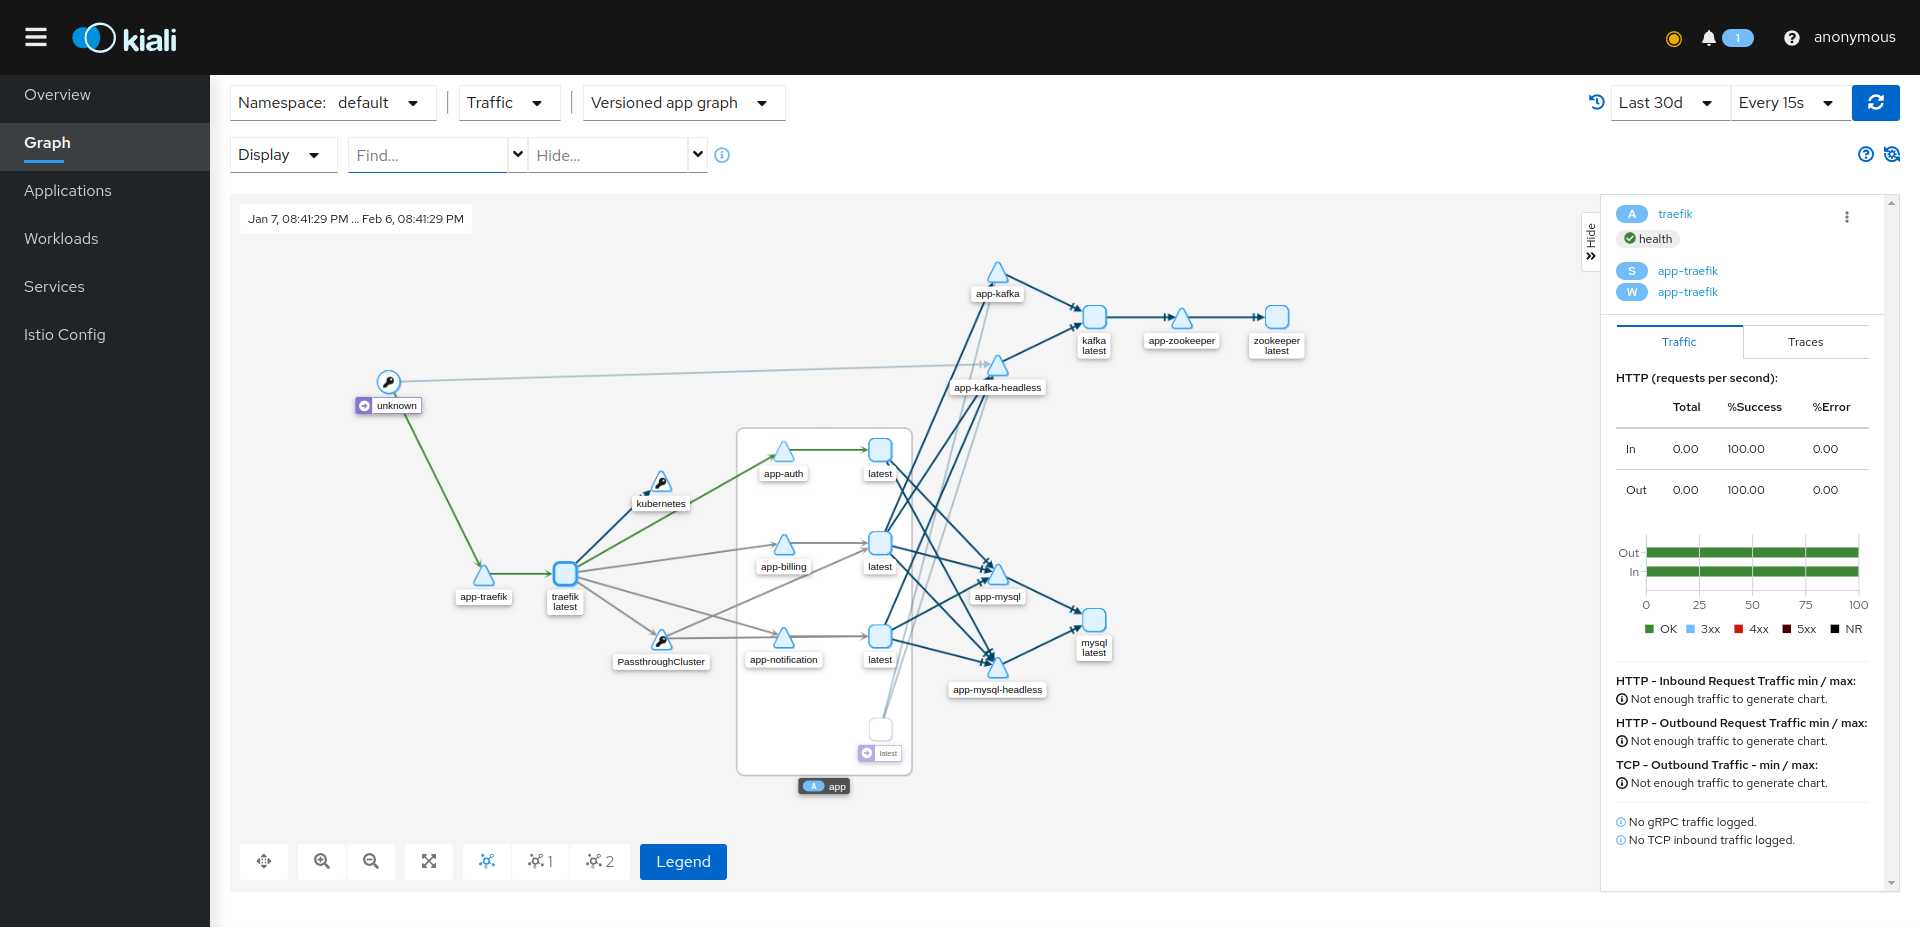 kiali
1
anonymous
Overview
Graph
Applications
Workloads
Services
Istio Config
Namespace: default
Traffic
Versioned app graph
Last 30d
Every 15s
Display
Find...
Hide...
Jan 7, 08:41:29 PM ... Feb 6, 08:41:29 PM
app-kafka
kafka
latest
app-zookeeper
zookeeper
latest
app-kafka-headless
unknown
app-auth
latest
kubernetes
app-billing
latest
app-traefik
traefik
latest
app-mysql
mysql
latest
PassthroughCluster
app-notification
latest
app-mysql-headless
latest
A app
1
2
Legend
Hide
A traefik
health
S app-traefik
W app-traefik
Traffic
Traces
HTTP (requests per second):
Total %Success %Error
In 0.00 100.00 0.00
Out 0.00 100.00 0.00
Out
In
0 25 50 75 100
OK 3xx 4xx 5xx NR
HTTP - Inbound Request Traffic min / max:
Not enough traffic to generate chart.
HTTP - Outbound Request Traffic min / max:
Not enough traffic to generate chart.
TCP - Outbound Traffic - min / max:
Not enough traffic to generate chart.
No gRPC traffic logged.
No TCP inbound traffic logged.